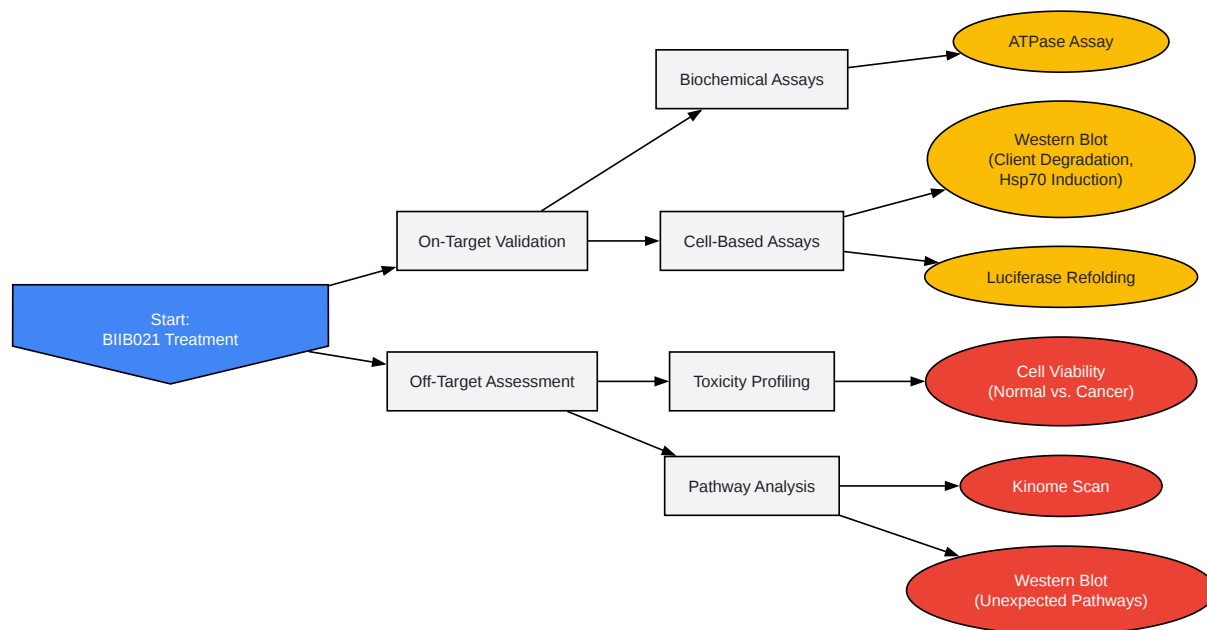 Start:
BIIB021 Treatment
On-Target Validation
Off-Target Assessment
Biochemical Assays
Cell-Based Assays
Toxicity Profiling
Pathway Analysis
ATPase Assay
Western Blot
(Client Degradation,
Hsp70 Induction)
Luciferase Refolding
Cell Viability
(Normal vs. Cancer)
Kinome Scan
Western Blot
(Unexpected Pathways)